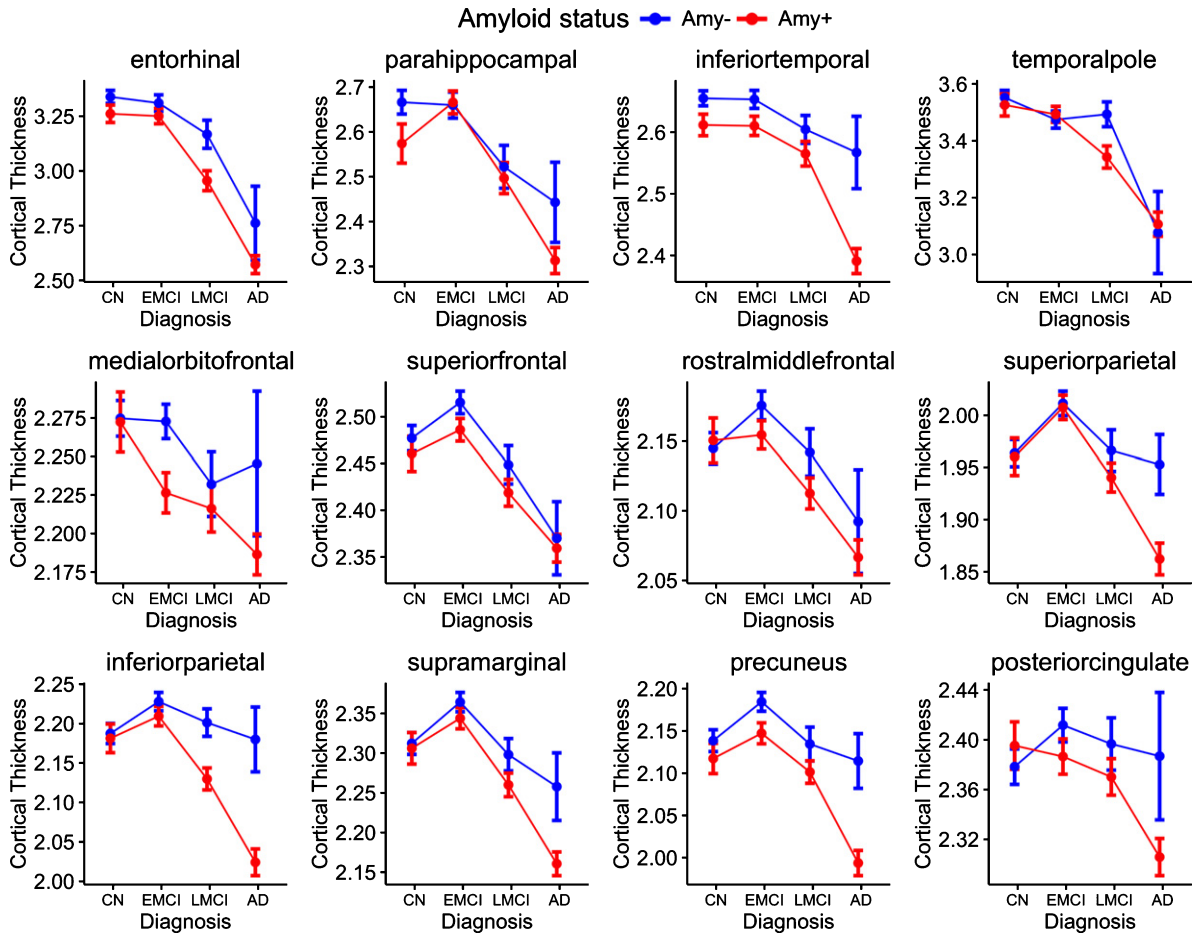 Amyloid status Amy- Amy+
entorhinal parahippocampal inferiortemporal temporalpole
Cortical Thickness Cortical Thickness Cortical Thickness Cortical Thickness
3.25 3.00 2.75 2.50
2.7 2.6 2.5 2.4 2.3
2.6 2.4
3.6 3.4 3.2 3.0
CN EMCI LMCI AD CN EMCI LMCI AD CN EMCI LMCI AD CN EMCI LMCI AD
Diagnosis Diagnosis Diagnosis Diagnosis
medialorbitofrontal superiorfrontal rostralmiddlefrontal superiorparietal
Cortical Thickness Cortical Thickness Cortical Thickness Cortical Thickness
2.275 2.250 2.225 2.200 2.175
2.50 2.45 2.40 2.35
2.15 2.10 2.05
2.00 1.95 1.90 1.85
CN EMCI LMCI AD CN EMCI LMCI AD CN EMCI LMCI AD CN EMCI LMCI AD
Diagnosis Diagnosis Diagnosis Diagnosis
inferiorparietal supramarginal precuneus posteriorcingulate
Cortical Thickness Cortical Thickness Cortical Thickness Cortical Thickness
2.25 2.20 2.15 2.10 2.05 2.00
2.35 2.30 2.25 2.20 2.15
2.20 2.15 2.10 2.05 2.00
2.44 2.40 2.36 2.32
CN EMCI LMCI AD CN EMCI LMCI AD CN EMCI LMCI AD CN EMCI LMCI AD
Diagnosis Diagnosis Diagnosis Diagnosis